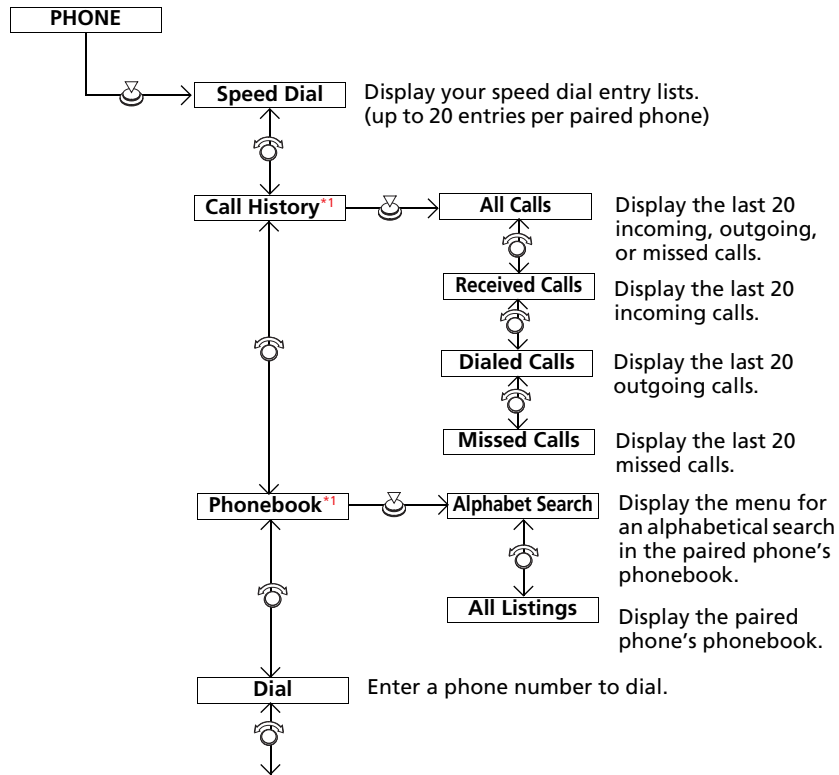 PHONE
Speed Dial
Display your speed dial entry lists.
(up to 20 entries per paired phone)
Call History*1
All Calls
Display the last 20
incoming, outgoing,
or missed calls.
Received Calls
Display the last 20
incoming calls.
Dialed Calls
Display the last 20
outgoing calls.
Missed Calls
Display the last 20
missed calls.
Phonebook*1
Alphabet Search
Display the menu for
an alphabetical search
in the paired phone’s
phonebook.
All Listings
Display the paired
phone’s phonebook.
Dial
Enter a phone number to dial.